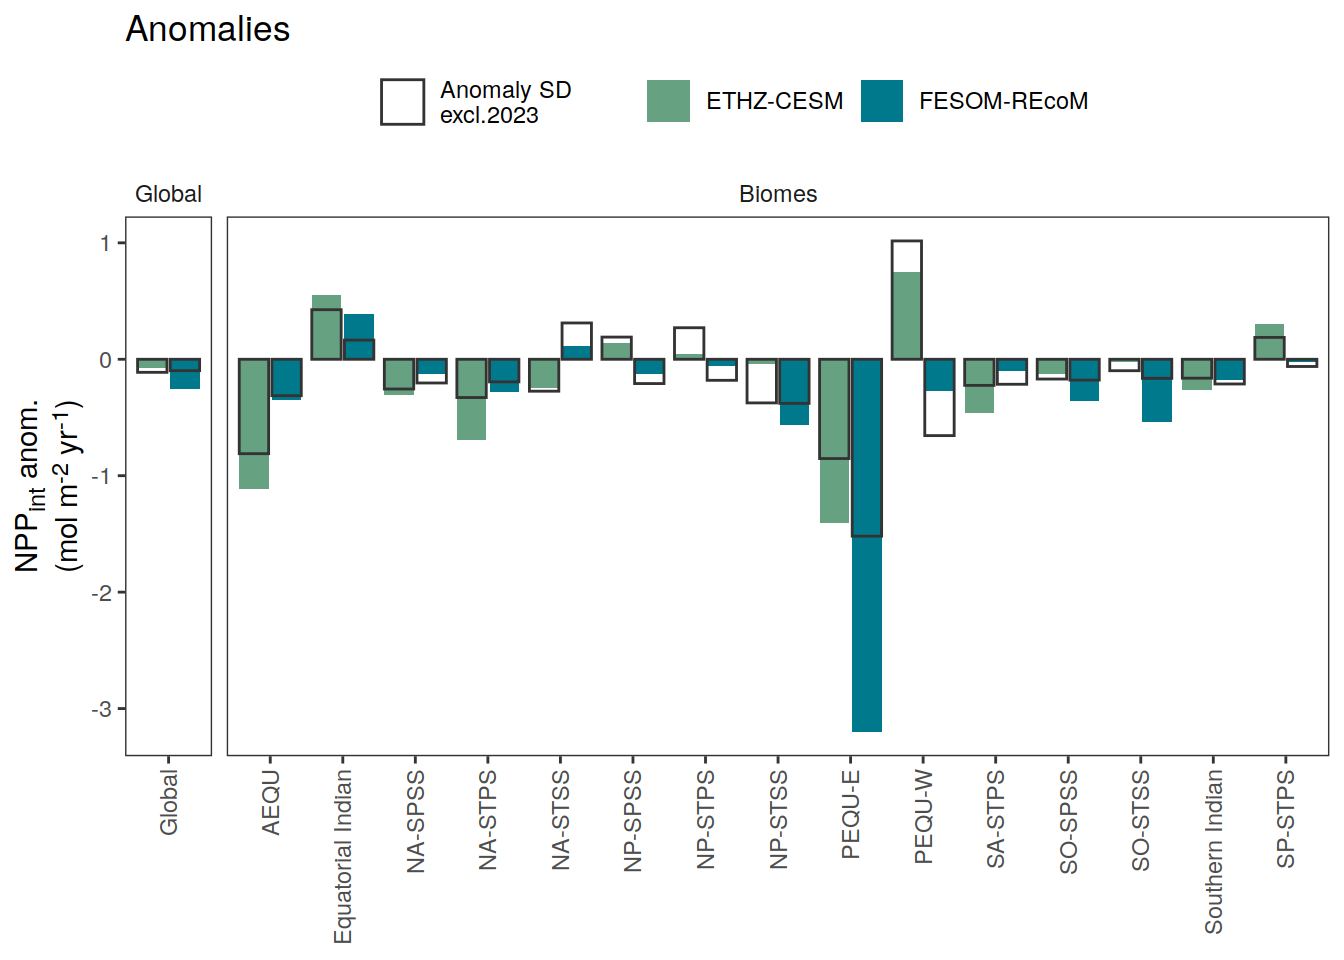 Anomalies
Anomaly SD
excl.2023
ETHZ-CESM
FESOM-REcoM
Global
Biomes
NPPint anom.
(mol m-2 yr-1)
1
0
-1
-2
-3
Global
AEQU
Equatorial Indian
NA-SPSS
NA-STPS
NA-STSS
NP-SPSS
NP-STPS
NP-STSS
PEQU-E
PEQU-W
SA-STPS
SO-SPSS
SO-STSS
Southern Indian
SP-STPS